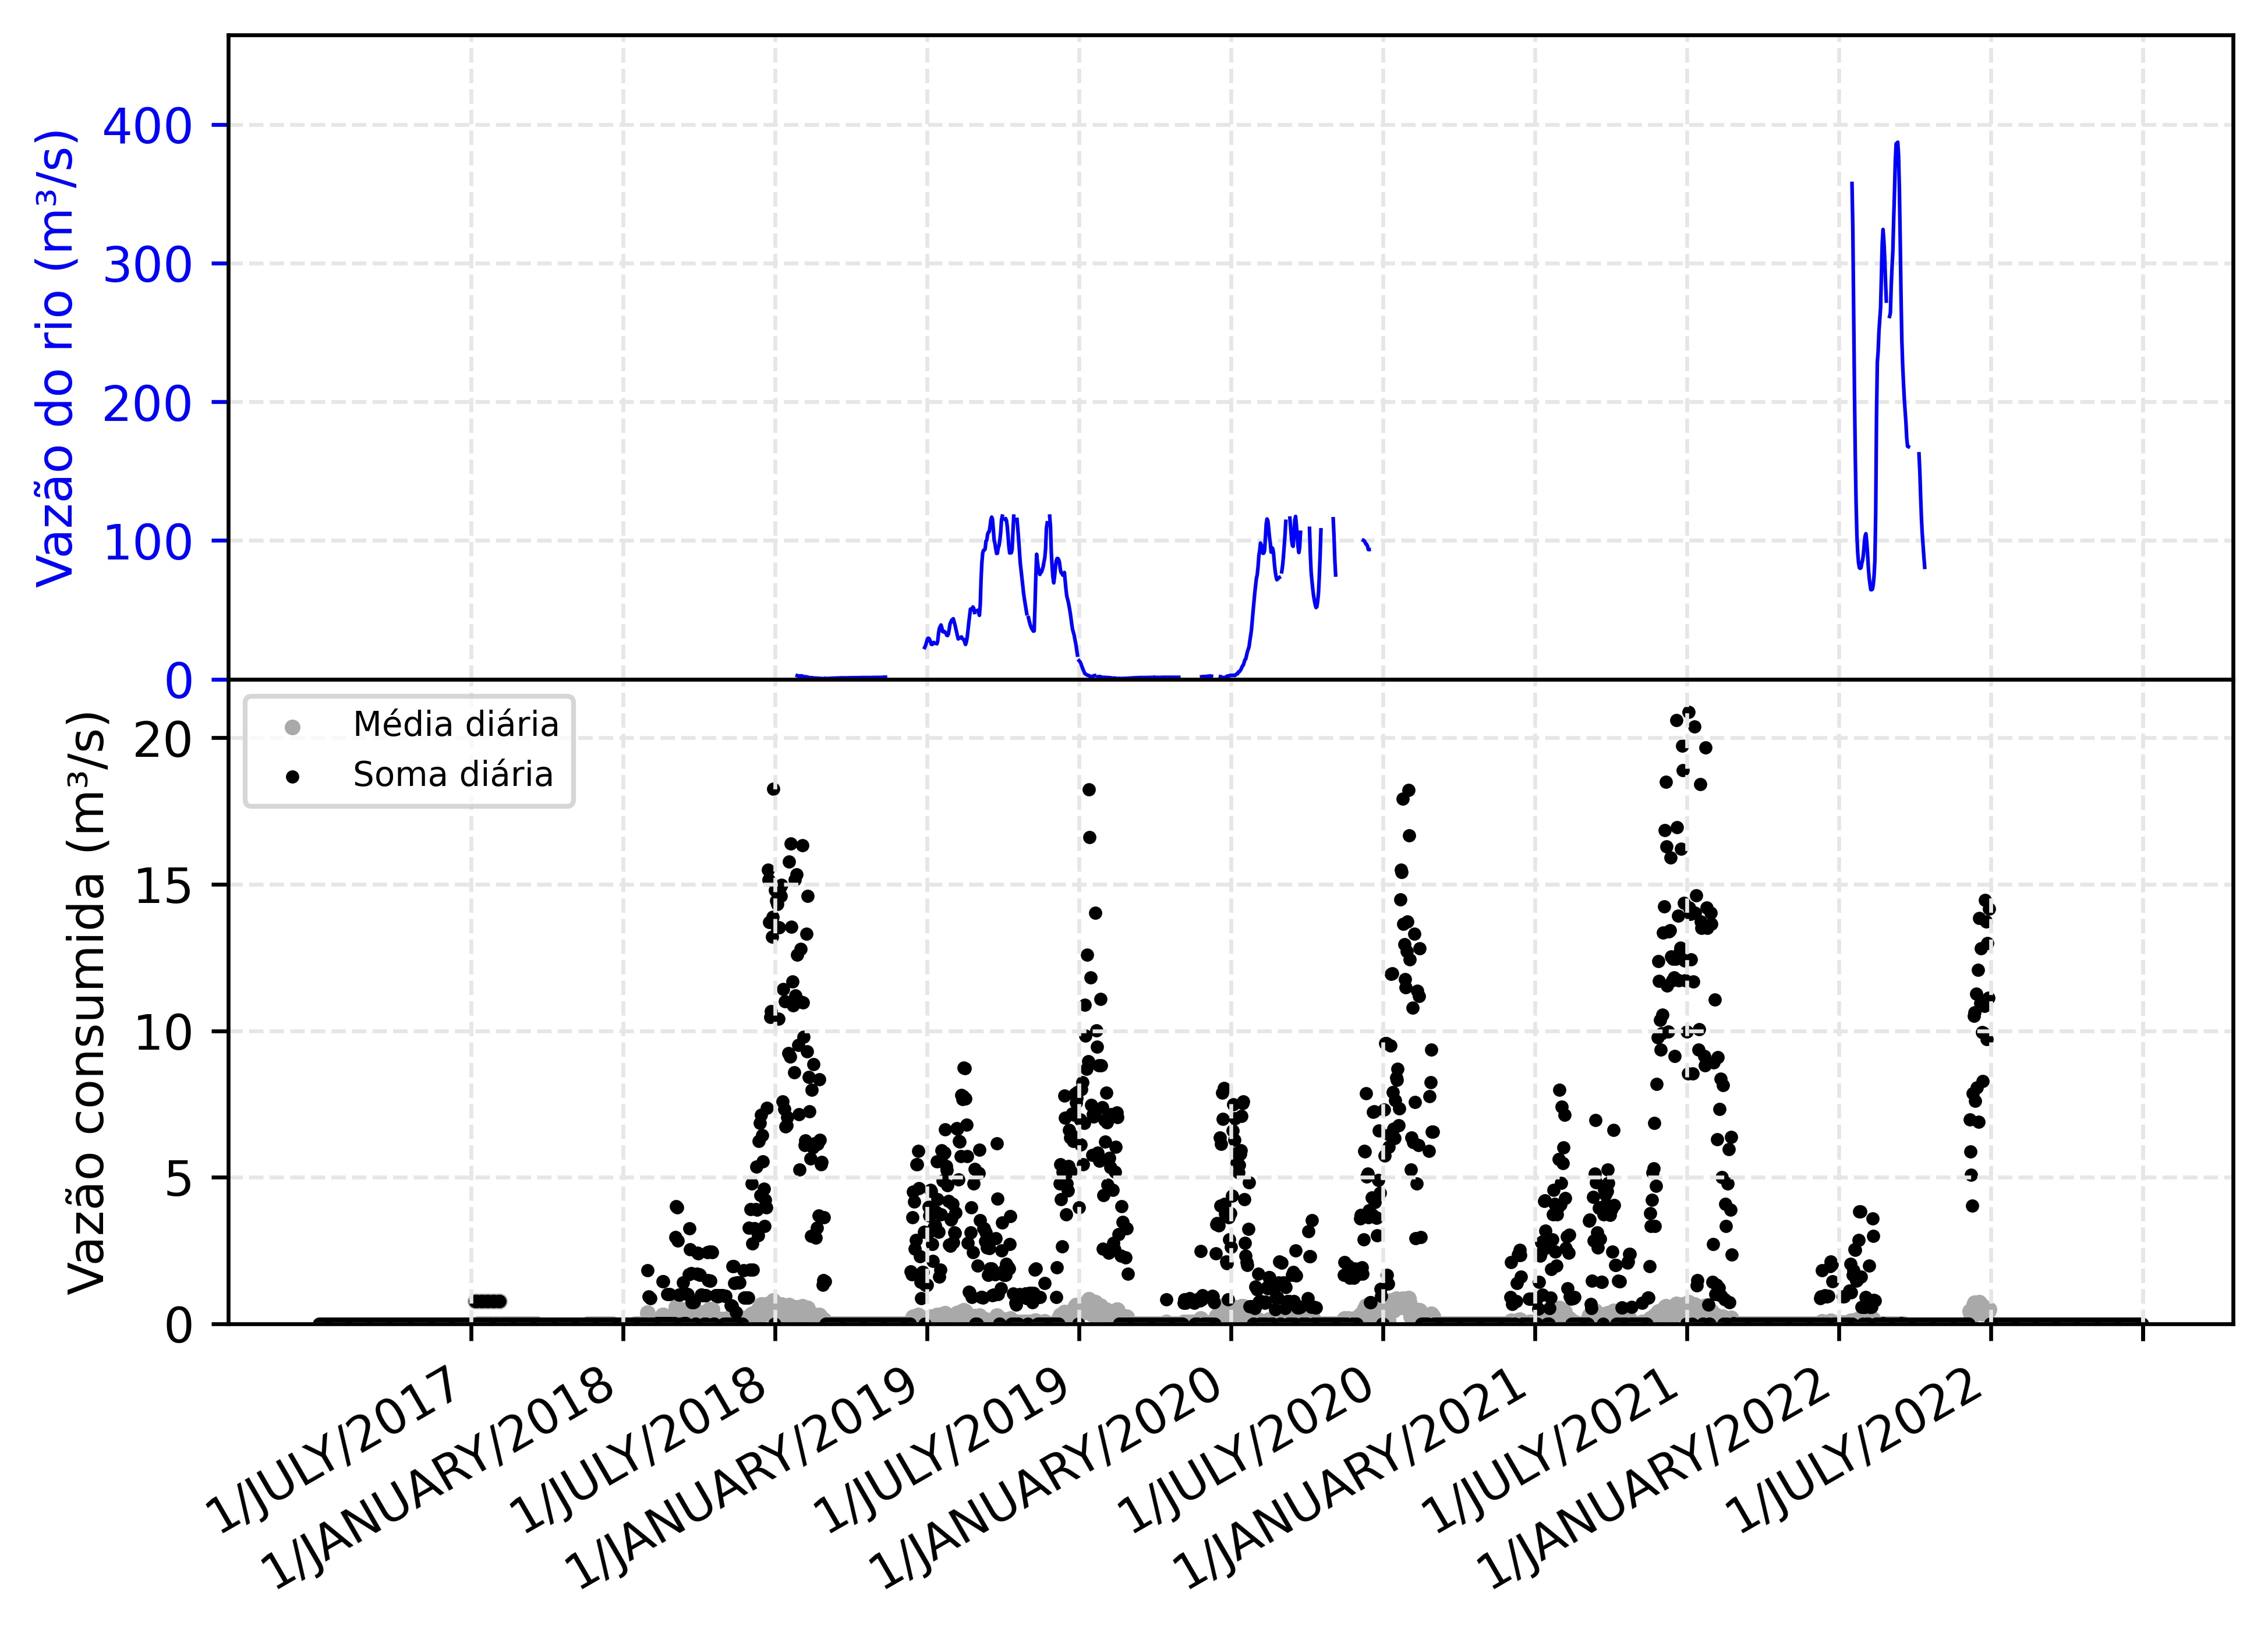 Vazão do rio (m³/s)
400
300
200
100
0
Vazão consumida (m³/s)
20
15
10
5
0
Média diária
Soma diária
1/JULY/2017
1/JANUARY/2018
1/JULY/2018
1/JANUARY/2019
1/JULY/2019
1/JANUARY/2020
1/JULY/2020
1/JANUARY/2021
1/JULY/2021
1/JANUARY/2022
1/JULY/2022